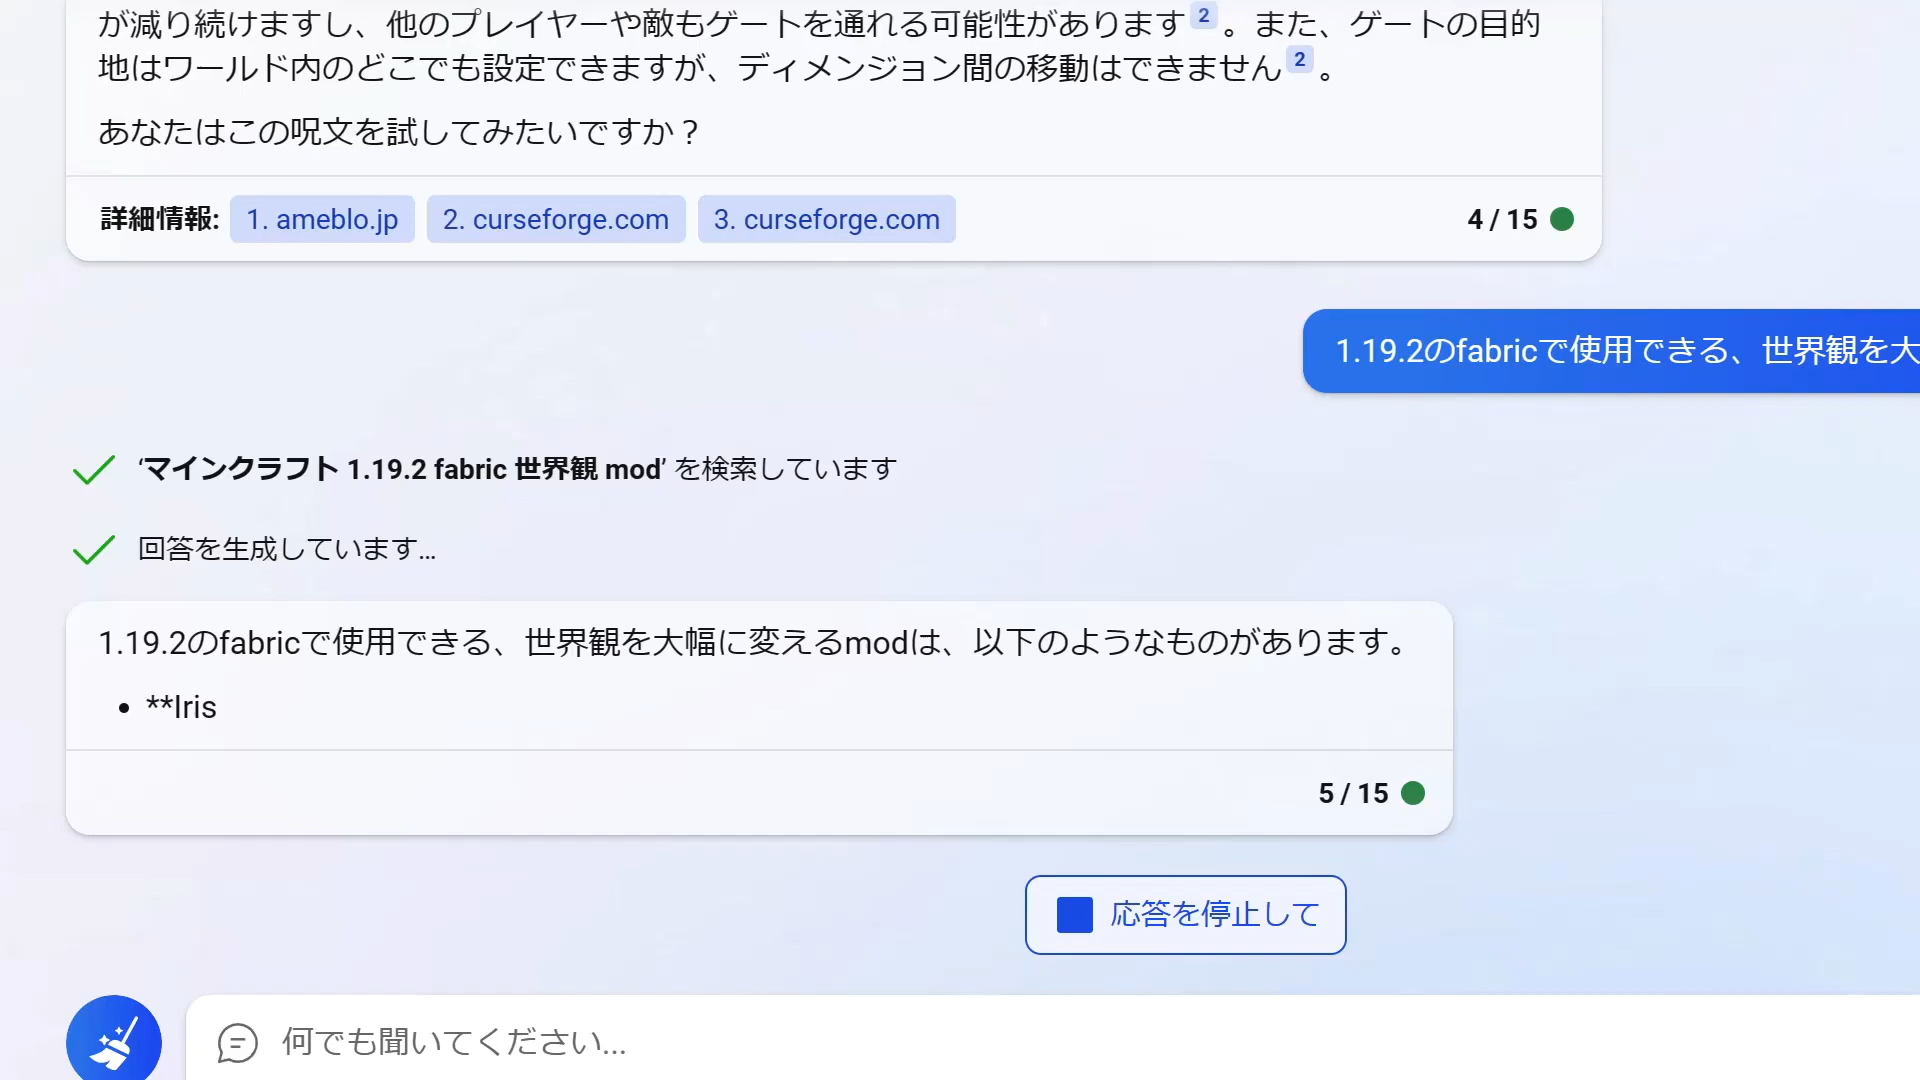 が減り続けますし、他のプレイヤーや敵もゲートを通れる可能性があります2。また、ゲートの目的
地はワールド内のどこでも設定できますが、ディメンジョン間の移動はできません2。
あなたはこの呪文を試してみたいですか？
詳細情報: 1. ameblo.jp 2. curseforge.com 3. curseforge.com 4 / 15
1.19.2のfabricで使用できる、世界観を大
‘マインクラフト 1.19.2 fabric 世界観 mod’ を検索しています
回答を生成しています...
1.19.2のfabricで使用できる、世界観を大幅に変えるmodは、以下のようなものがあります。
• **Iris
5 / 15
応答を停止して
何でも聞いてください...